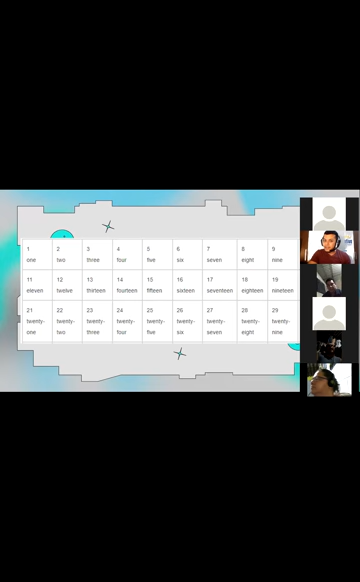 1 2 3 4 5 6 7 8 9
one two three four five six seven eight nine
11 12 13 14 15 16 17 18 19
eleven twelve thirteen fourteen fifteen sixteen seventeen eighteen nineteen
21 22 23 24 25 26 27 28 29
twenty- twenty- twenty- twenty- twenty- twenty- twenty- twenty- twenty-
one two three four five six seven eight nine